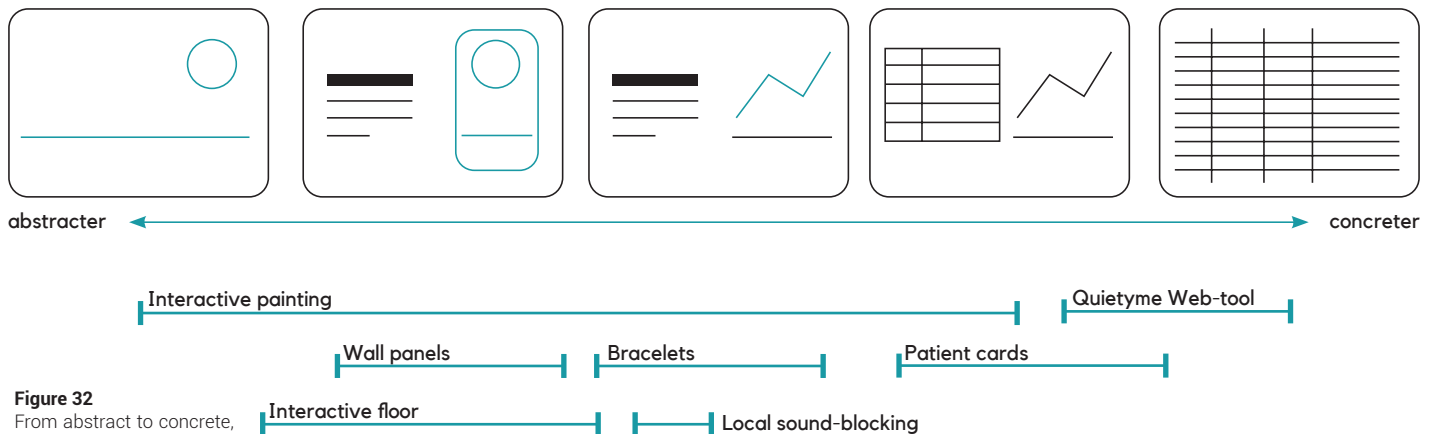 abstracter
concreter
Interactive painting
Quietyme Web-tool
Wall panels
Bracelets
Patient cards
Figure 32
From abstract to concrete,
Interactive floor
Local sound-blocking